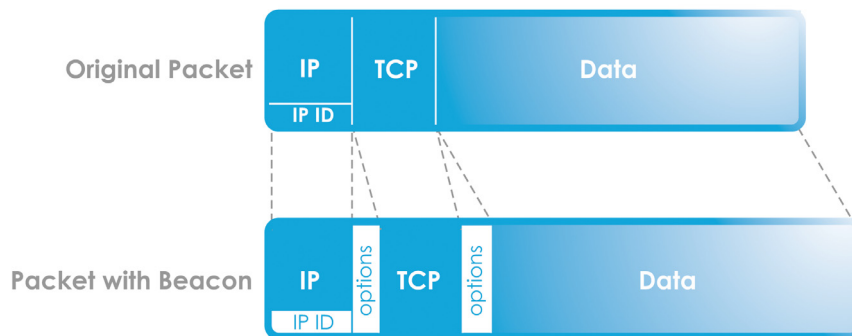 Original Packet
IP
TCP
Data
IP ID
Packet with Beacon
IP
options
TCP
options
Data
IP ID